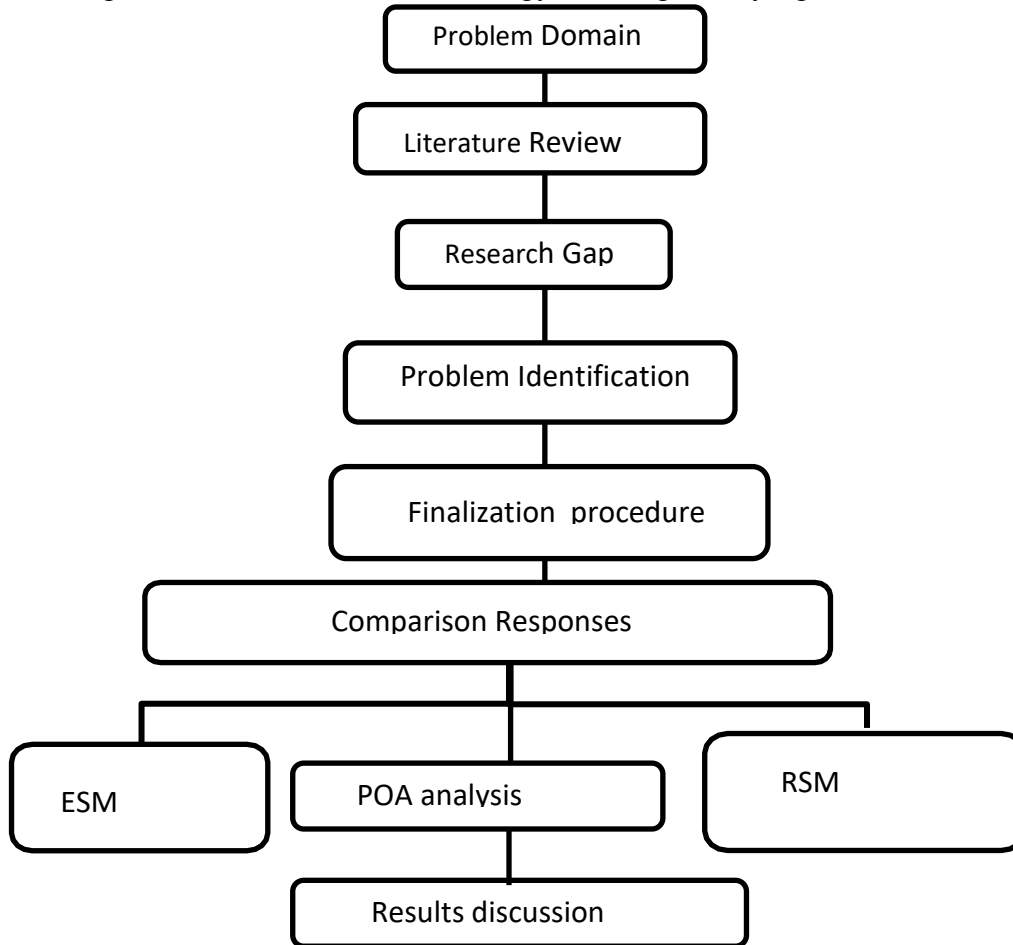 Problem Domain
Literature Review
Research Gap
Problem Identification
Finalization procedure
Comparison Responses
ESM
POA analysis
RSM
Results discussion